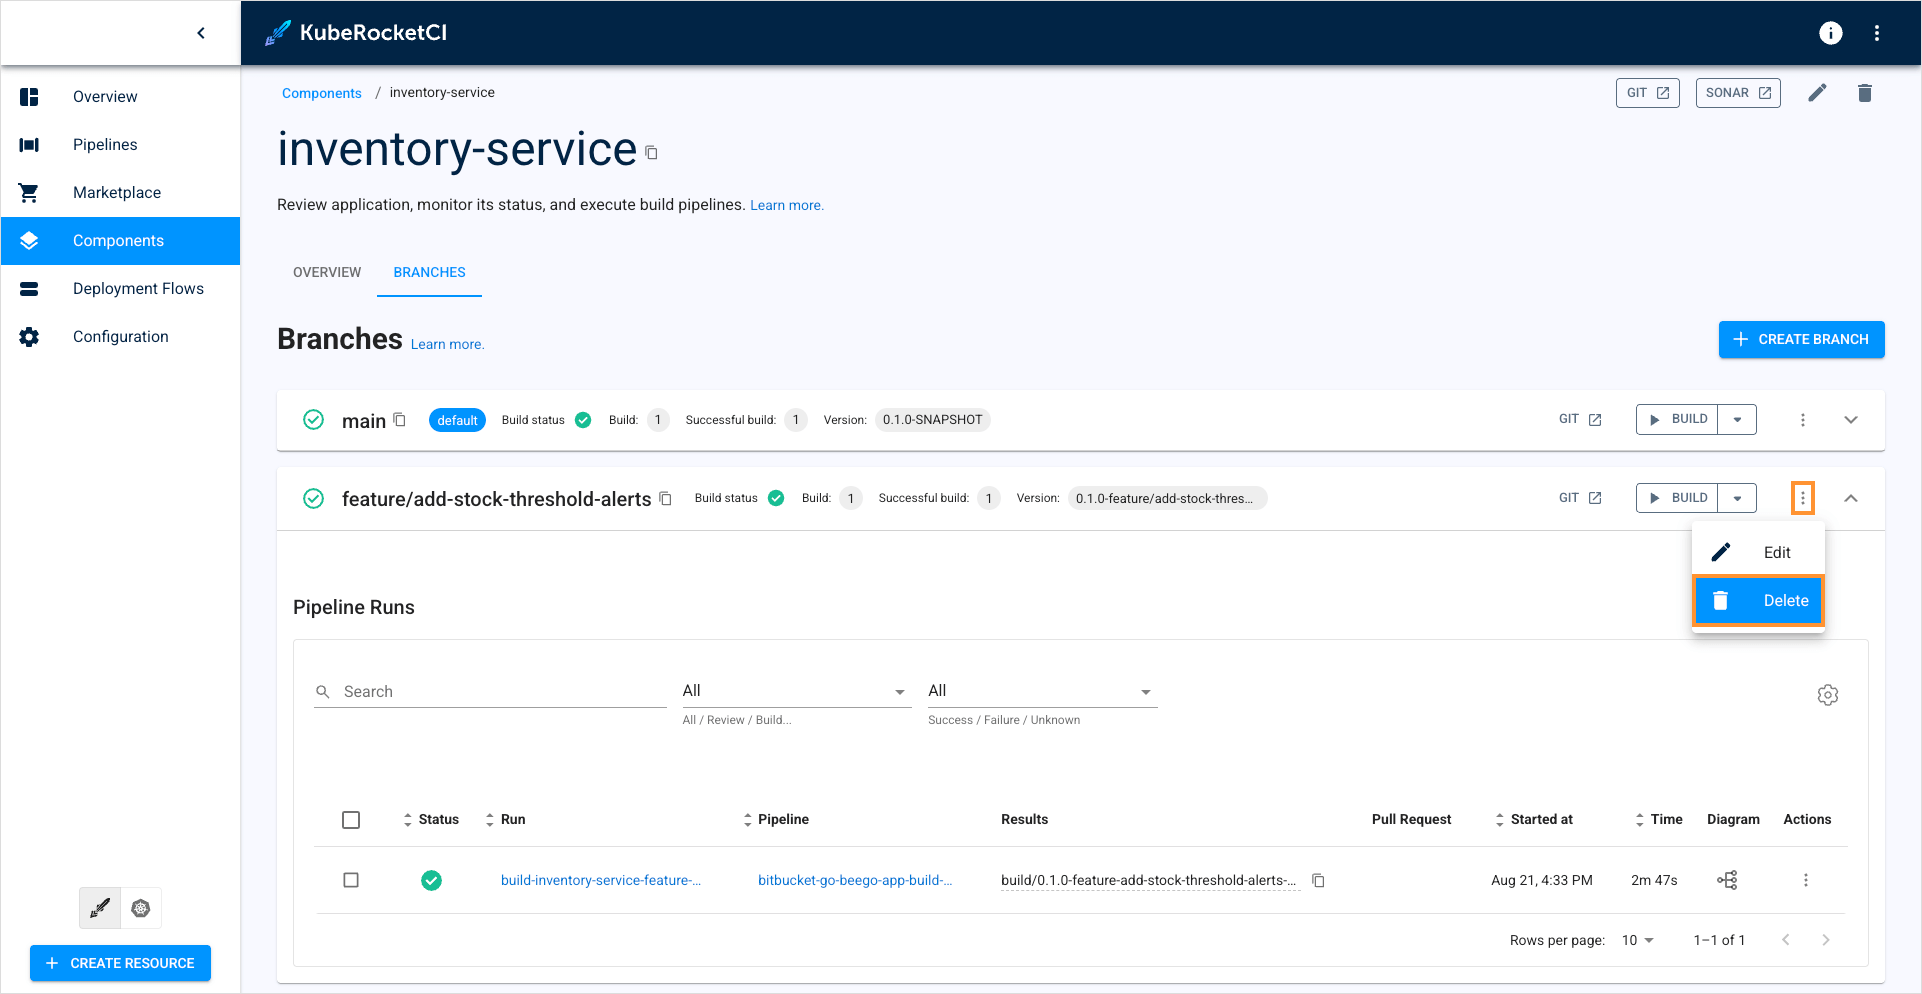 KubeRocketCI
Overview
Pipelines
Marketplace
Components
Deployment Flows
Configuration
CREATE RESOURCE
Components / inventory-service
GIT
SONAR
inventory-service
Review application, monitor its status, and execute build pipelines. Learn more.
OVERVIEW
BRANCHES
Branches Learn more.
CREATE BRANCH
main default Build status Build: 1 Successful build: 1 Version: 0.1.0-SNAPSHOT GIT BUILD
feature/add-stock-threshold-alerts Build status Build: 1 Successful build: 1 Version: 0.1.0-feature/add-stock-thres... GIT BUILD
Edit
Delete
Pipeline Runs
Search
All
All / Review / Build...
All
Success / Failure / Unknown
Status Run Pipeline Results Pull Request Started at Time Diagram Actions
build-inventory-service-feature-... bitbucket-go-beego-app-build-... build/0.1.0-feature-add-stock-threshold-alerts-... Aug 21, 4:33 PM 2m 47s
Rows per page: 10 1–1 of 1